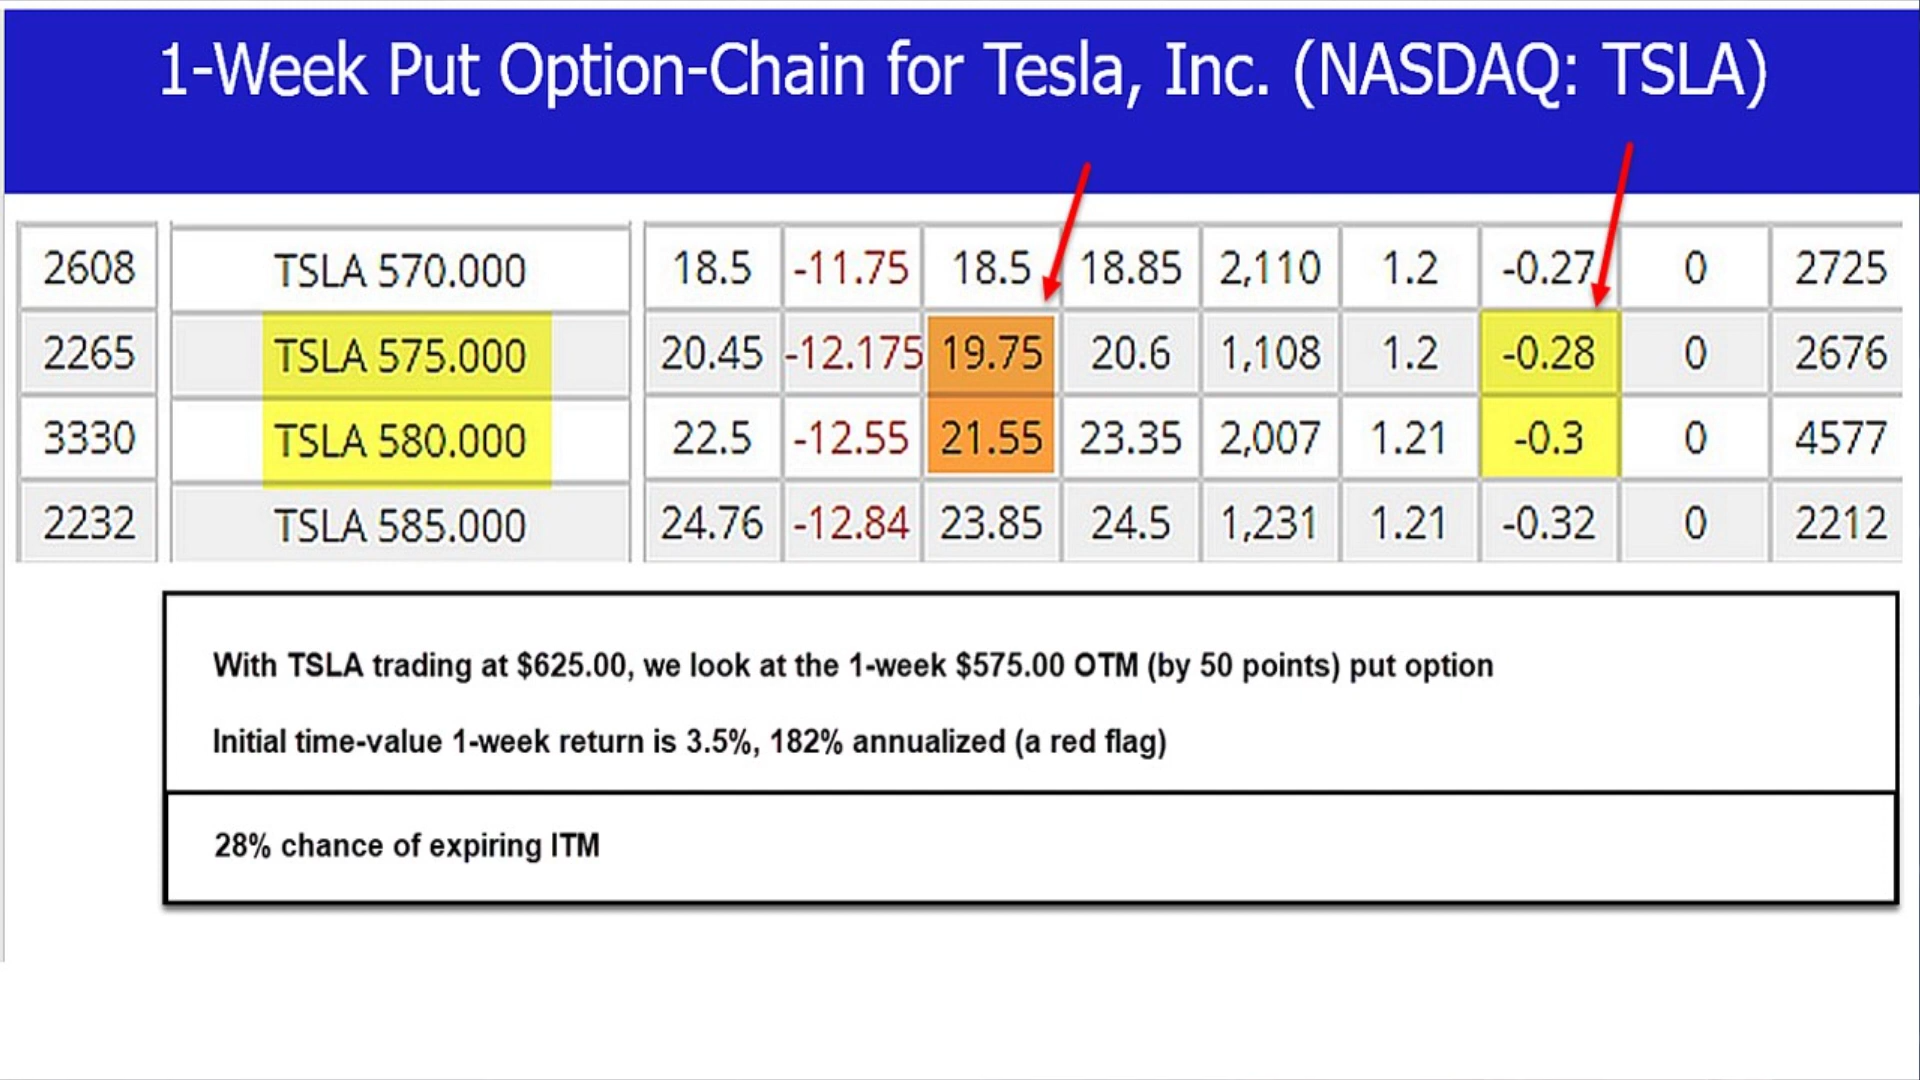 1-Week Put Option-Chain for Tesla, Inc. (NASDAQ: TSLA)
2608 TSLA 570.000 18.5 -11.75 18.5 18.85 2,110 1.2 -0.27 0 2725
2265 TSLA 575.000 20.45 -12.175 19.75 20.6 1,108 1.2 -0.28 0 2676
3330 TSLA 580.000 22.5 -12.55 21.55 23.35 2,007 1.21 -0.3 0 4577
2232 TSLA 585.000 24.76 -12.84 23.85 24.5 1,231 1.21 -0.32 0 2212
With TSLA trading at $625.00, we look at the 1-week $575.00 OTM (by 50 points) put option
Initial time-value 1-week return is 3.5%, 182% annualized (a red flag)
28% chance of expiring ITM